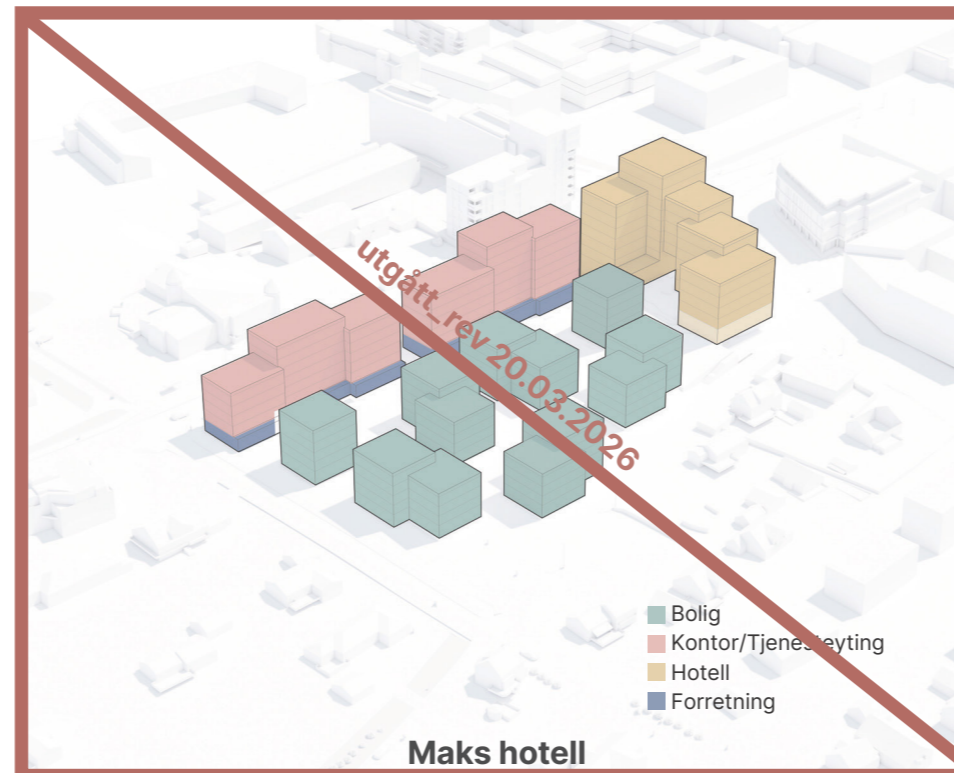 utgått_rev 20.03.2026
Bolig
Kontor/Tjenesteyting
Hotell
Forretning
Maks hotell